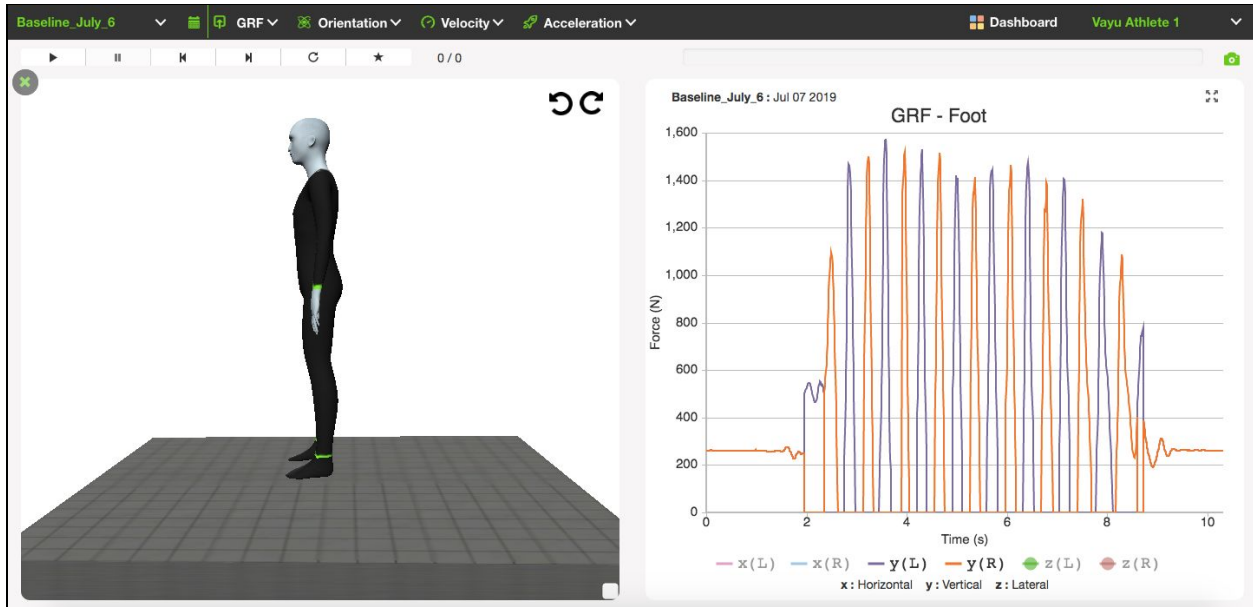 Baseline_July_6 GRF Orientation Velocity Acceleration Dashboard Vayu Athlete 1
0 / 0
Baseline_July_6 : Jul 07 2019
GRF - Foot
1,600
1,400
1,200
1,000
800
600
400
200
0
Force (N)
0 2 4 6 8 10
Time (s)
x(L) x(R) y(L) y(R) z(L) z(R)
x : Horizontal y : Vertical z : Lateral